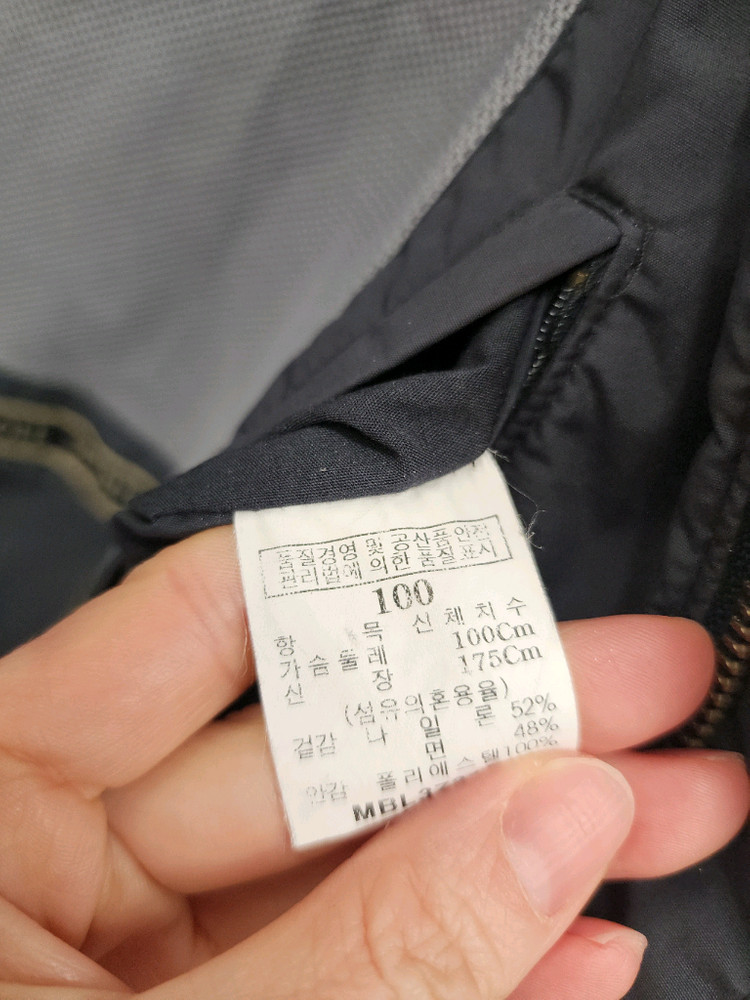 품질경영 및 공산품안전
관리법에 의한 품질표시
100
항 목 신 체 치 수
가 슴 둘 레 100Cm
신 장 175Cm
(섬유의혼용율)
겉감 나 일 론 52%
면 48%
안감 폴리에스텔100%